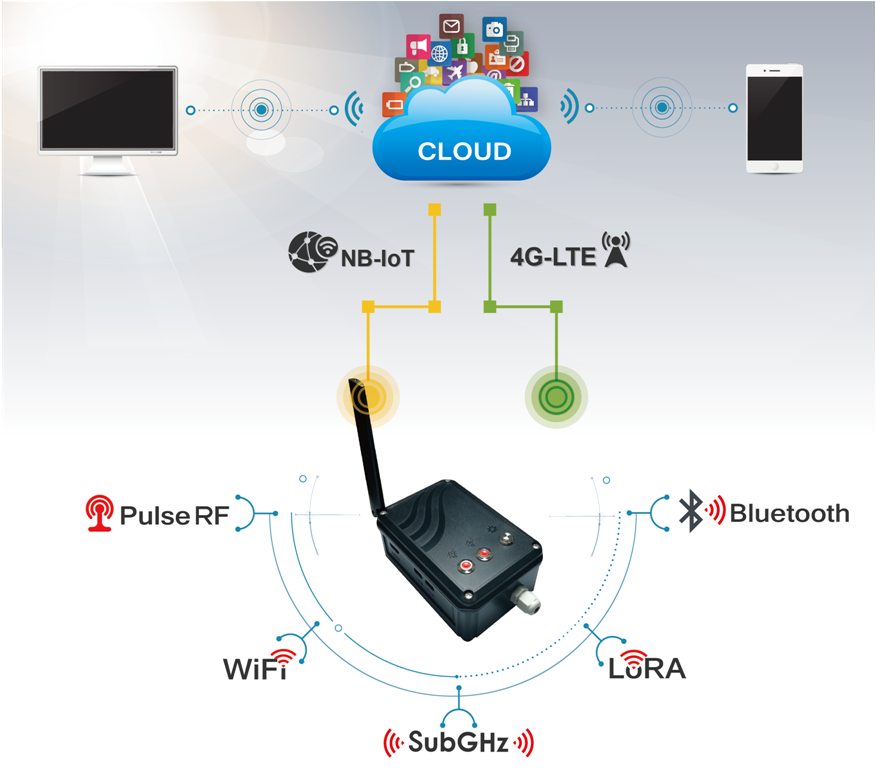 CLOUD
NB-IoT
4G-LTE
Pulse RF
Bluetooth
WiFi
LoRA
SubGHz